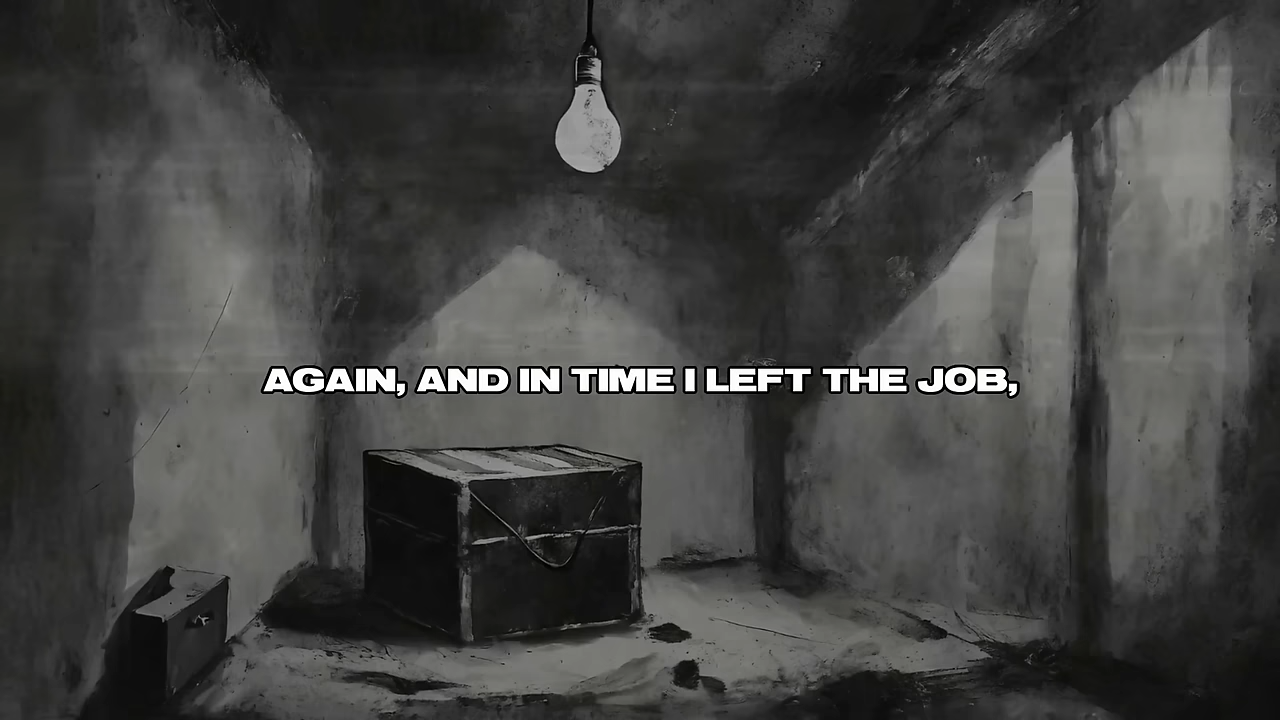 AGAIN, AND IN TIME I LEFT THE JOB,